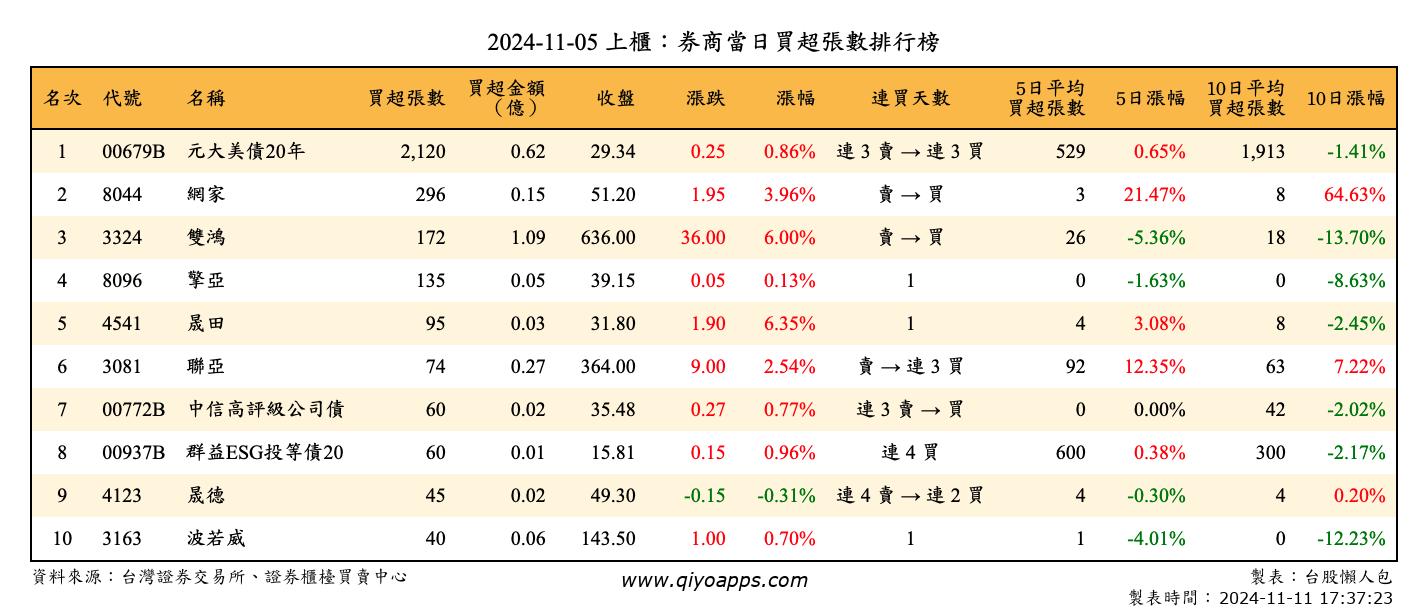 2024-11-05 上櫃：券商當日買超張數排行榜
名次 代號 名稱 買超張數 買超金額（億） 收盤 漲跌 漲幅 連買天數 5日平均買超張數 5日漲幅 10日平均買超張數 10日漲幅
1 00679B 元大美債20年 2,120 0.62 29.34 0.25 0.86% 連 3 賣 → 連 3 買 529 0.65% 1,913 -1.41%
2 8044 網家 296 0.15 51.20 1.95 3.96% 賣 → 買 3 21.47% 8 64.63%
3 3324 雙鴻 172 1.09 636.00 36.00 6.00% 賣 → 買 26 -5.36% 18 -13.70%
4 8096 擎亞 135 0.05 39.15 0.05 0.13% 1 0 -1.63% 0 -8.63%
5 4541 晟田 95 0.03 31.80 1.90 6.35% 1 4 3.08% 8 -2.45%
6 3081 聯亞 74 0.27 364.00 9.00 2.54% 賣 → 連 3 買 92 12.35% 63 7.22%
7 00772B 中信高評級公司債 60 0.02 35.48 0.27 0.77% 連 3 賣 → 買 0 0.00% 42 -2.02%
8 00937B 群益ESG投等債20 60 0.01 15.81 0.15 0.96% 連 4 買 600 0.38% 300 -2.17%
9 4123 晟德 45 0.02 49.30 -0.15 -0.31% 連 4 賣 → 連 2 買 4 -0.30% 4 0.20%
10 3163 波若威 40 0.06 143.50 1.00 0.70% 1 1 -4.01% 0 -12.23%
資料來源：台灣證券交易所、證券櫃檯買賣中心 www.qiyoapps.com 製表：台股懶人包
製表時間：2024-11-11 17:37:23